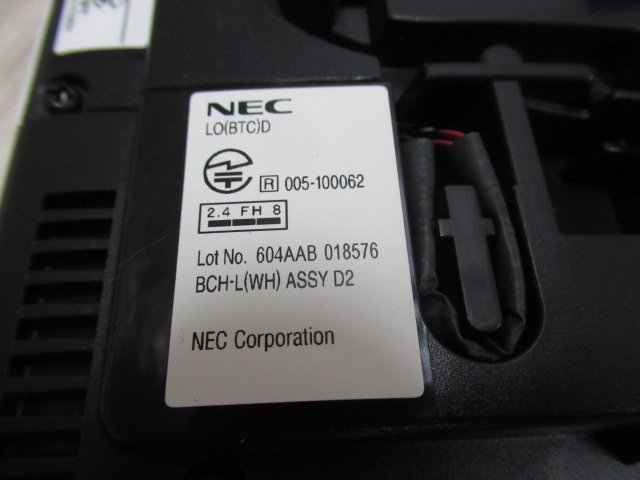 NEC
LO(BTC)D
R 005-100062
2.4 FH 8
Lot No. 604AAB 018576
BCH-L(WH) ASSY D2
NEC Corporation